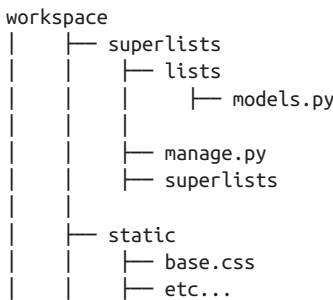 workspace
│    ├── superlists
│    │    ├── lists
│    │    │     ├── models.py
│    │    │
│    │    ├── manage.py
│    │    ├── superlists
│    │
│    ├── static
│    │    ├── base.css
│    │    ├── etc...